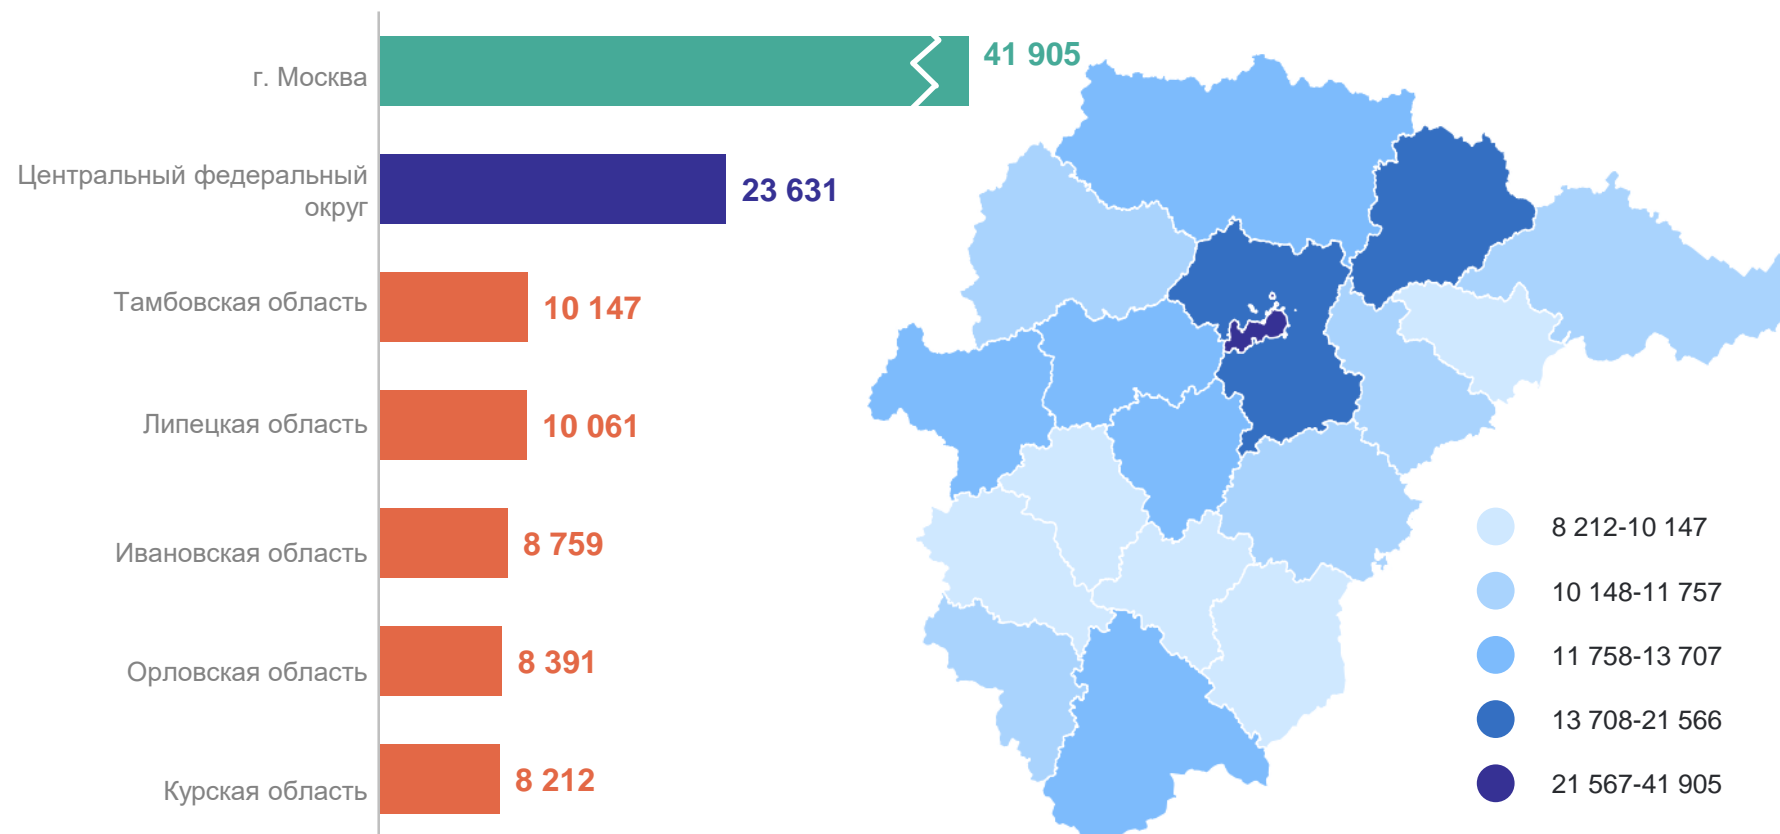 г. Москва
41 905
Центральный федеральный
округ
23 631
Тамбовская область
10 147
Липецкая область
10 061
Ивановская область
8 759
Орловская область
8 391
Курская область
8 212
8 212-10 147
10 148-11 757
11 758-13 707
13 708-21 566
21 567-41 905